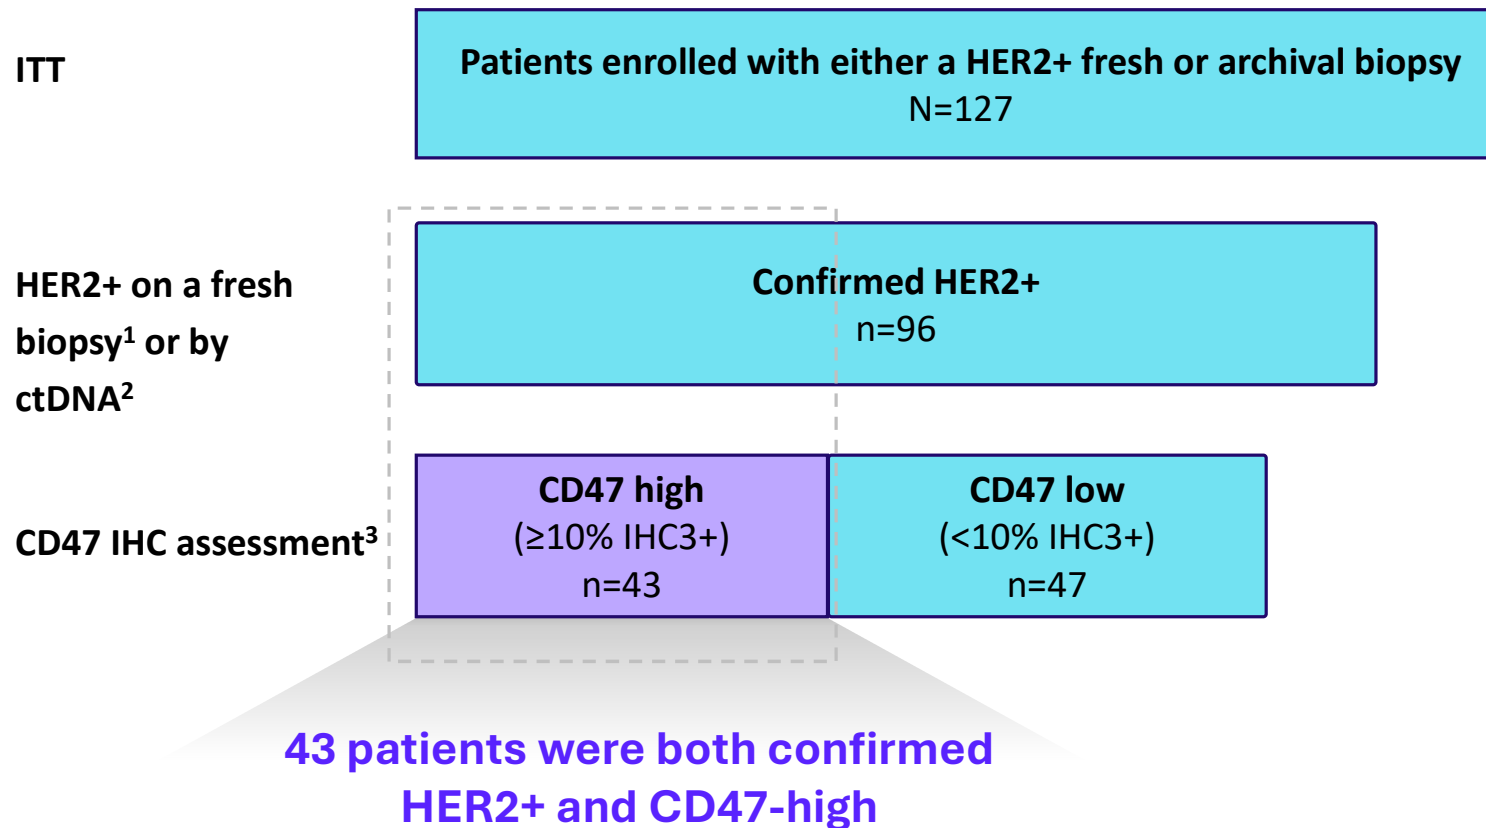 ITT
Patients enrolled with either a HER2+ fresh or archival biopsy
N=127
HER2+ on a fresh
biopsy¹ or by
ctDNA²
Confirmed HER2+
n=96
CD47 IHC assessment³
CD47 high
(≥10% IHC3+)
n=43
CD47 low
(<10% IHC3+)
n=47
43 patients were both confirmed
HER2+ and CD47-high